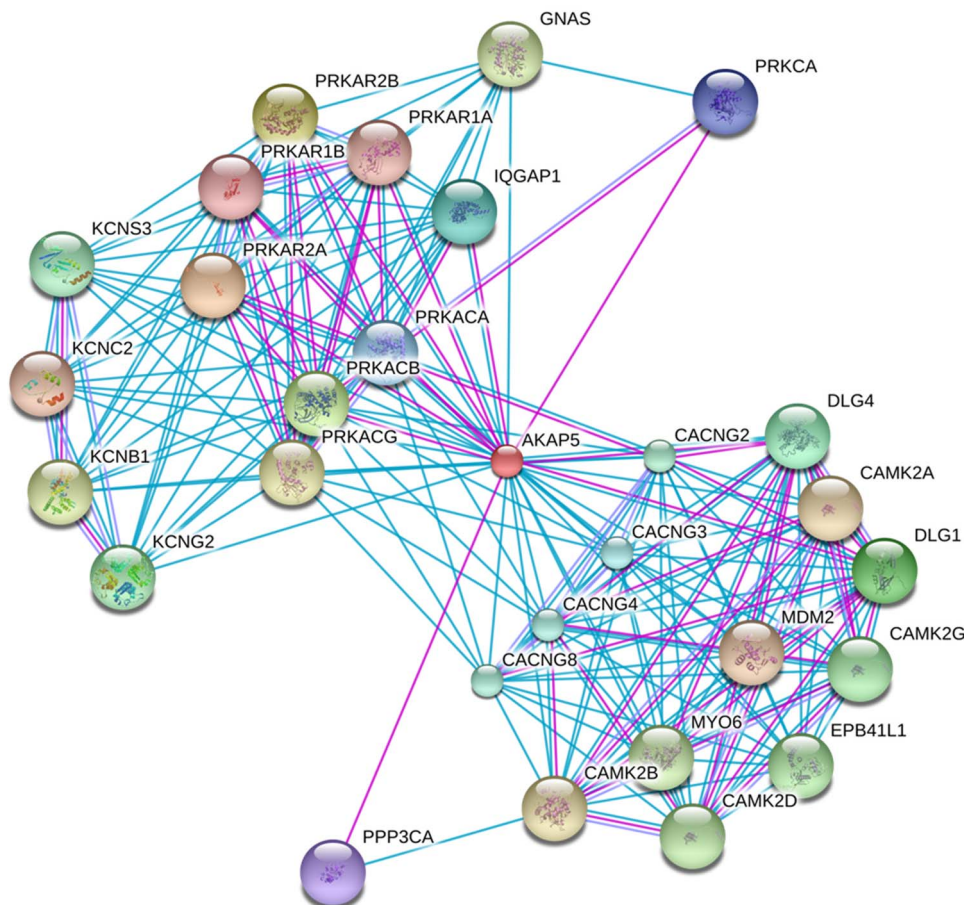 GNAS
PRKCA
PRKAR2B
PRKAR1A
PRKAR1B
IQGAP1
KCNS3
PRKAR2A
PRKACA
KCNC2
PRKACB
DLG4
PRKACG
AKAP5
CACNG2
KCNB1
CAMK2A
CACNG3
DLG1
KCNG2
CACNG4
MDM2
CAMK2G
CACNG8
MYO6
EPB41L1
CAMK2B
CAMK2D
PPP3CA